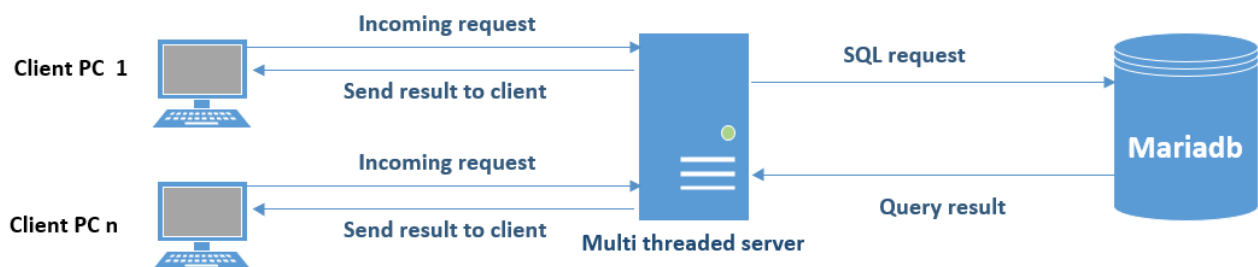 Incoming request
Client PC 1
Send result to client
SQL request
Mariadb
Incoming request
Query result
Client PC n
Send result to client
Multi threaded server